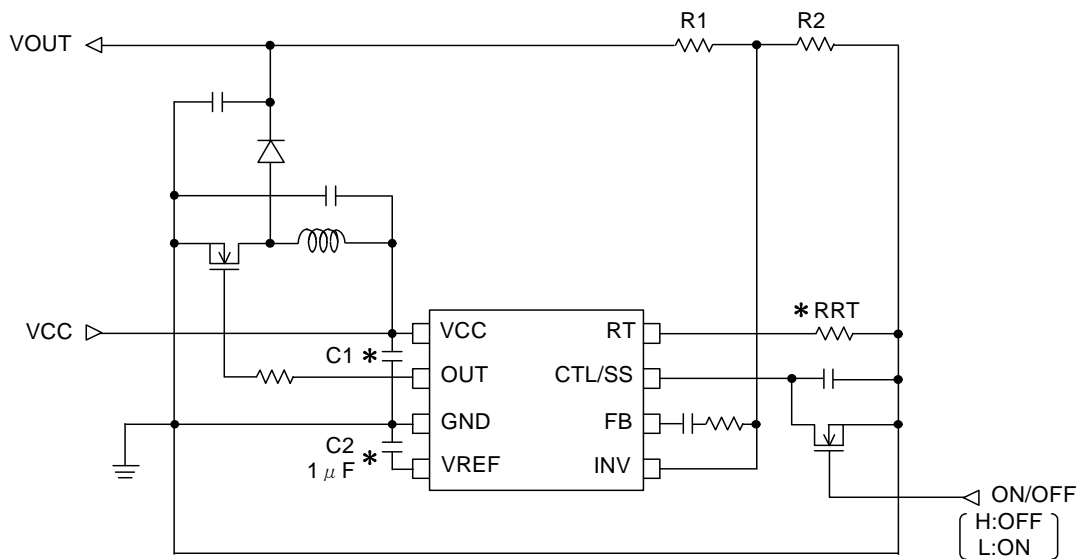 R1
R2
VOUT
VCC
C1 *
VCC
OUT
GND
VREF
RT
CTL/SS
FB
INV
* RRT
C2
1 μF *
ON/OFF
H:OFF
L:ON